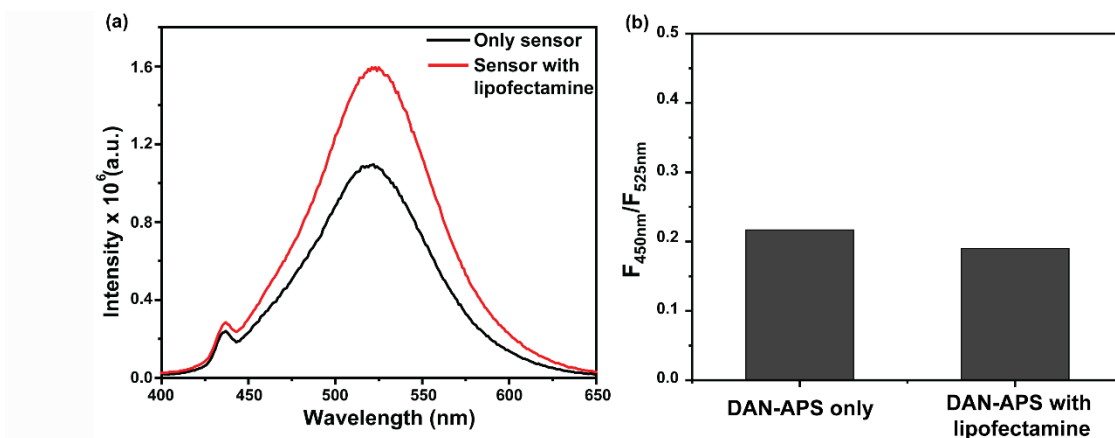 (a)
Only sensor
Sensor with
lipofectamine
1.6
1.2
0.8
0.4
0.0
Intensity x 10⁶(a.u.)
400 450 500 550 600 650
Wavelength (nm)
(b)
0.5
0.4
0.3
0.2
0.1
0.0
F450nm/F525nm
DAN-APS only
DAN-APS with
lipofectamine